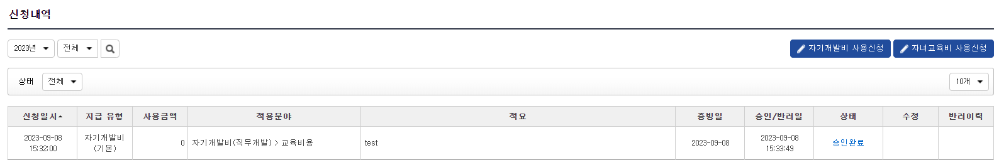 신청내역
2023년 전체 자기개발비 사용신청 자녀교육비 사용신청
상태 전체 10개
신청일시 지급 유형 사용금액 적용분야 적요 증빙일 승인/반려일 상태 수정 반려이력
2023-09-08 15:32:00 자기개발비 (기본) 0 자기개발비(직무개발) > 교육비용 test 2023-09-08 2023-09-08 15:33:49 승인완료